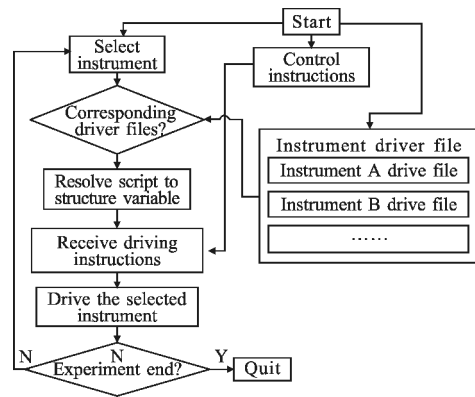 Start
Select
instrument
Control
instructions
Corresponding
driver files?
Instrument driver file
Instrument A drive file
Instrument B drive file
……
Resolve script to
structure variable
Receive driving
instructions
Drive the selected
instrument
N
N
Y
Experiment end?
Quit